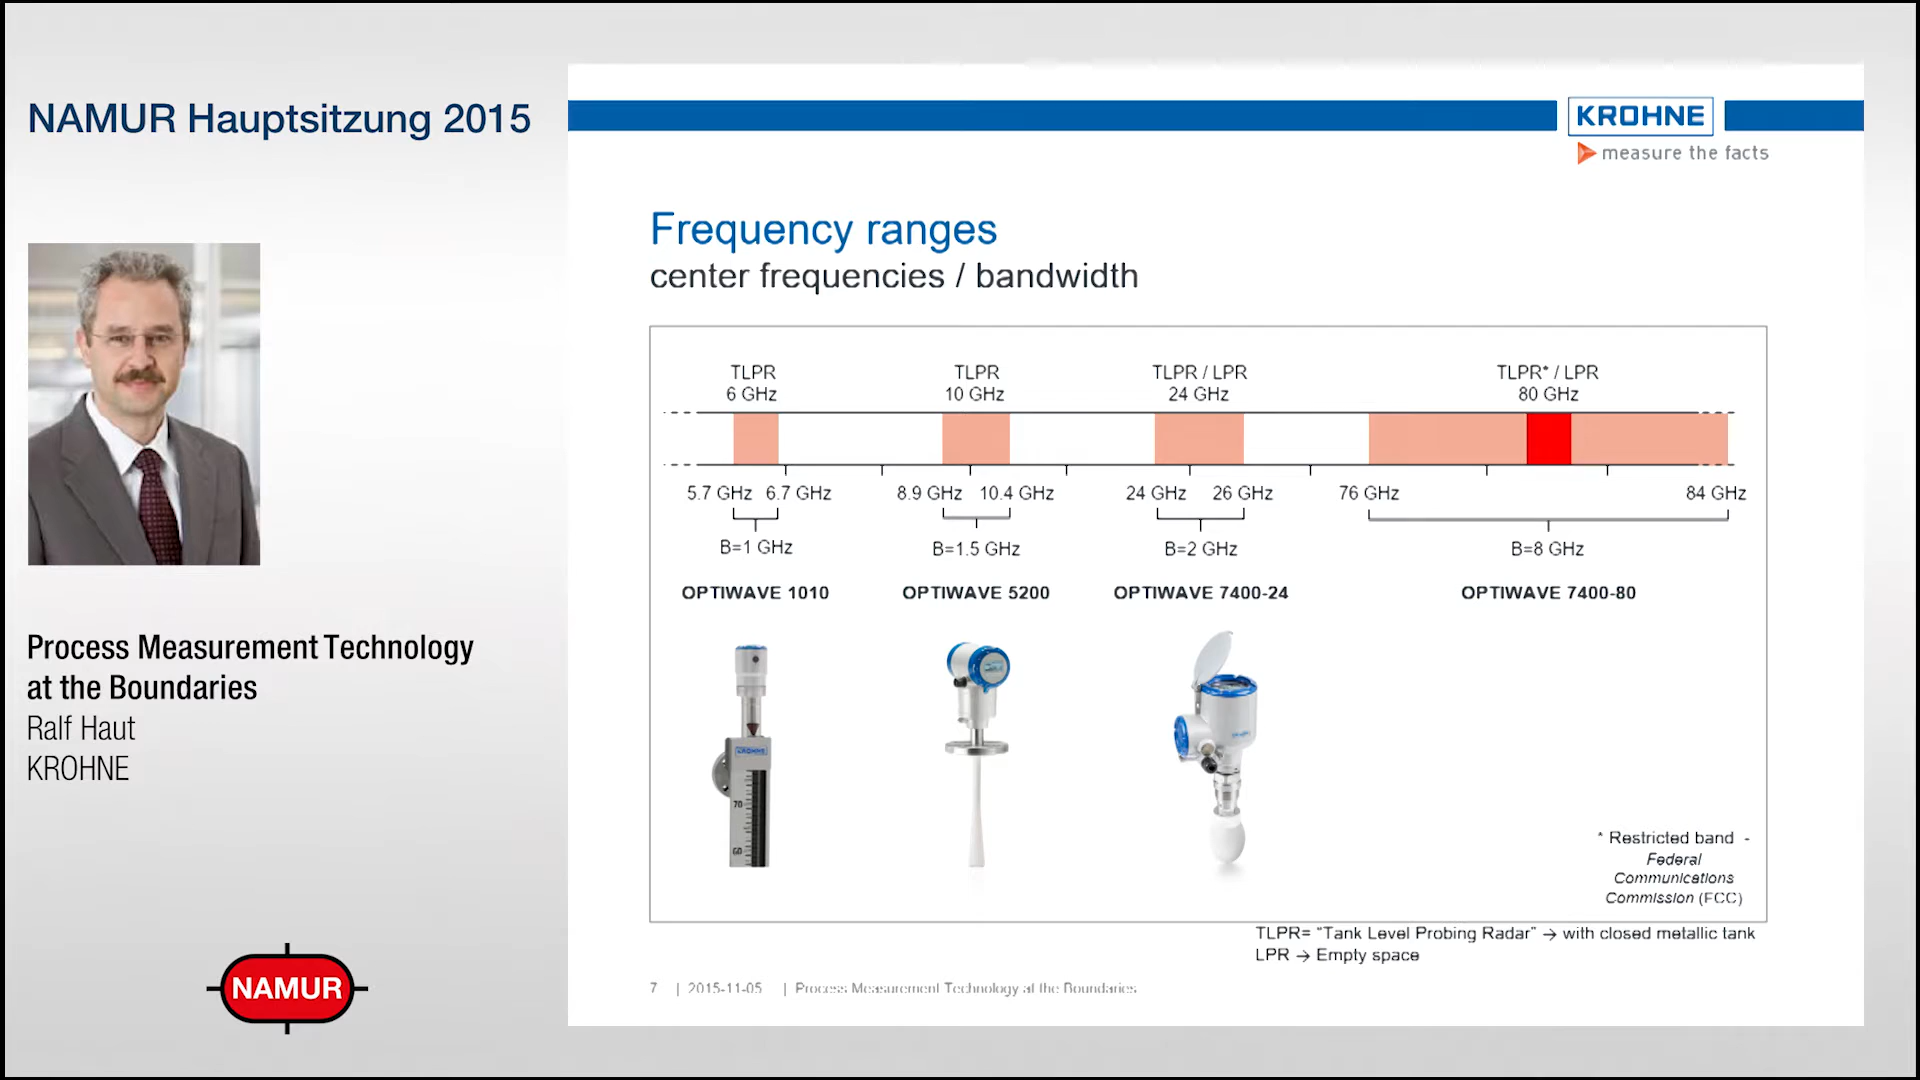 NAMUR Hauptsitzung 2015
Process Measurement Technology
at the Boundaries
Ralf Haut
KROHNE
NAMUR
KROHNE
measure the facts
Frequency ranges
center frequencies / bandwidth
TLPR
6 GHz
TLPR
10 GHz
TLPR / LPR
24 GHz
TLPR* / LPR
80 GHz
5.7 GHz 6.7 GHz 8.9 GHz 10.4 GHz 24 GHz 26 GHz 76 GHz 84 GHz
B=1 GHz B=1.5 GHz B=2 GHz B=8 GHz
OPTIWAVE 1010 OPTIWAVE 5200 OPTIWAVE 7400-24 OPTIWAVE 7400-80
KROHNE
70
60
* Restricted band -
Federal
Communications
Commission (FCC)
TLPR= “Tank Level Probing Radar” → with closed metallic tank
LPR → Empty space
7 | 2015-11-05 | Process Measurement Technology at the Boundaries